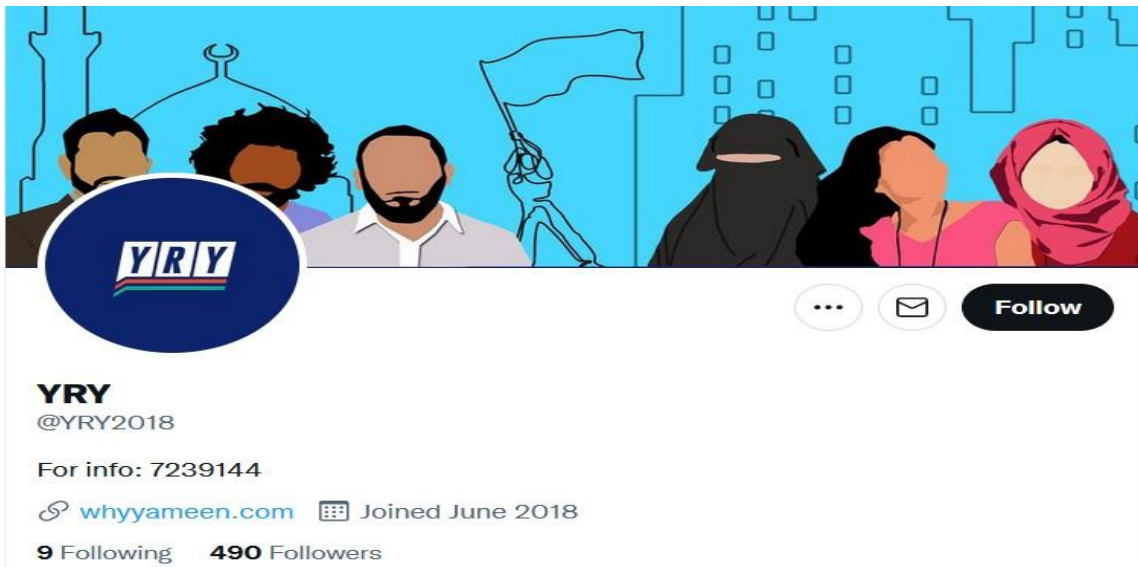 YRY
Follow
YRY
@YRY2018
For info: 7239144
whyyameen.com Joined June 2018
9 Following 490 Followers